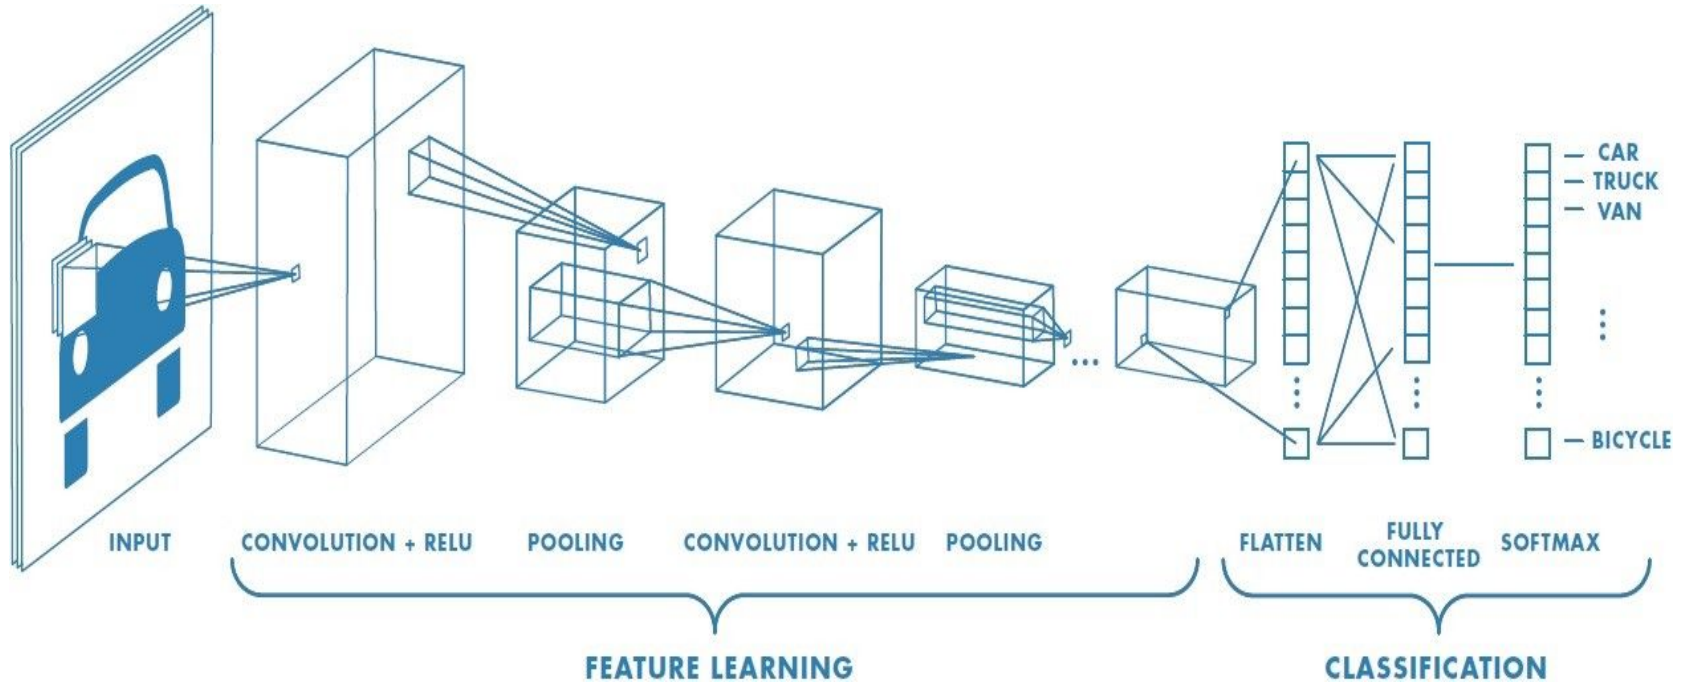 CAR
TRUCK
VAN
BICYCLE
INPUT
CONVOLUTION + RELU
POOLING
CONVOLUTION + RELU
POOLING
FLATTEN
FULLY
CONNECTED
SOFTMAX
FEATURE LEARNING
CLASSIFICATION